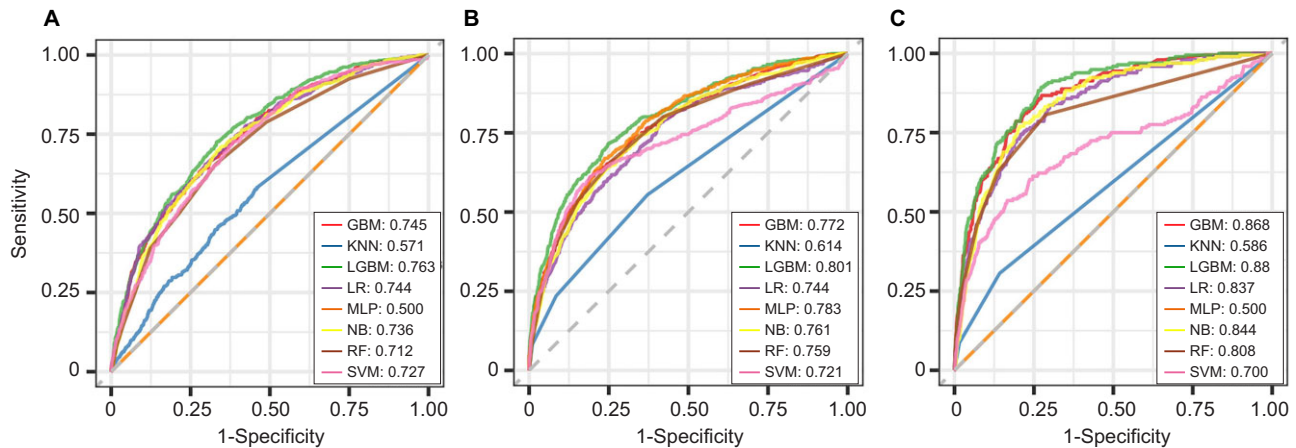 A
Sensitivity
1.00
0.75
0.50
0.25
0
GBM: 0.745
KNN: 0.571
LGBM: 0.763
LR: 0.744
MLP: 0.500
NB: 0.736
RF: 0.712
SVM: 0.727
0 0.25 0.50 0.75 1.00
1-Specificity
B
1.00
0.75
0.50
0.25
0
GBM: 0.772
KNN: 0.614
LGBM: 0.801
LR: 0.744
MLP: 0.783
NB: 0.761
RF: 0.759
SVM: 0.721
0 0.25 0.50 0.75 1.00
1-Specificity
C
1.00
0.75
0.50
0.25
0
GBM: 0.868
KNN: 0.586
LGBM: 0.88
LR: 0.837
MLP: 0.500
NB: 0.844
RF: 0.808
SVM: 0.700
0 0.25 0.50 0.75 1.00
1-Specificity